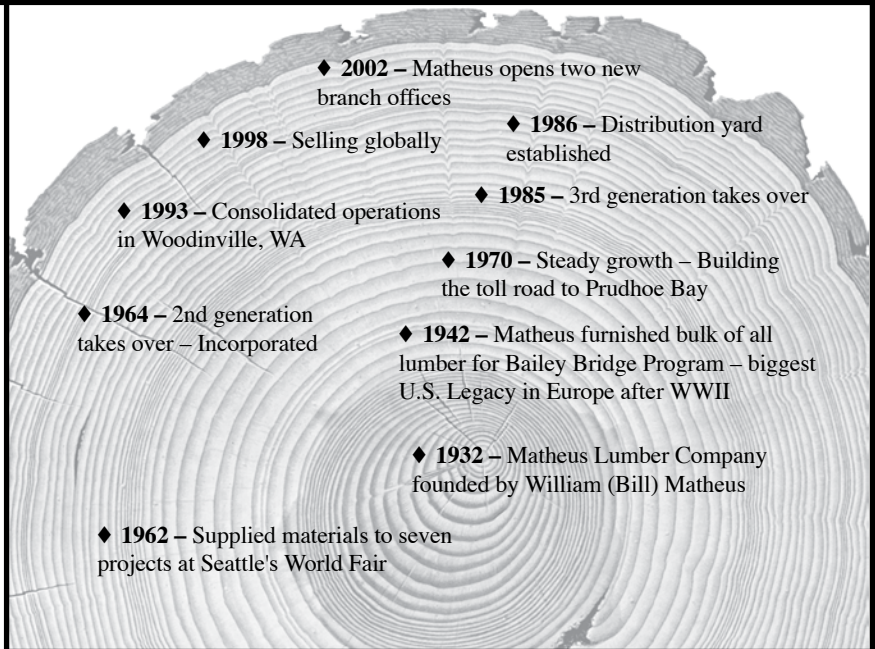 ♦ 2002 – Matheus opens two new
branch offices
♦ 1998 – Selling globally
♦ 1986 – Distribution yard
established
♦ 1993 – Consolidated operations
in Woodinville, WA
♦ 1985 – 3rd generation takes over
♦ 1970 – Steady growth – Building
the toll road to Prudhoe Bay
♦ 1964 – 2nd generation
takes over – Incorporated
♦ 1942 – Matheus furnished bulk of all
lumber for Bailey Bridge Program – biggest
U.S. Legacy in Europe after WWII
♦ 1932 – Matheus Lumber Company
founded by William (Bill) Matheus
♦ 1962 – Supplied materials to seven
projects at Seattle's World Fair